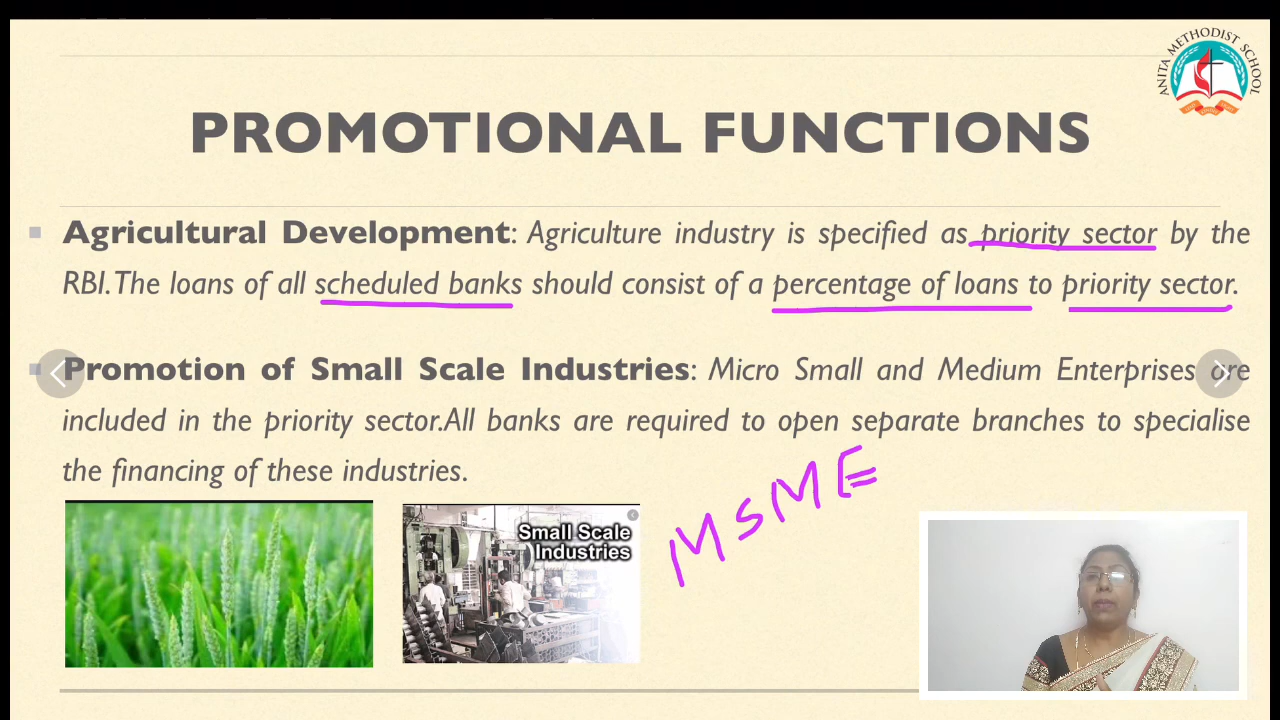 ANITA METHODIST SCHOOL
PROMOTIONAL FUNCTIONS
Agricultural Development: Agriculture industry is specified as priority sector by the
RBI. The loans of all scheduled banks should consist of a percentage of loans to priority sector.
Promotion of Small Scale Industries: Micro Small and Medium Enterprises are
included in the priority sector. All banks are required to open separate branches to specialise
the financing of these industries.
MSME
Small Scale
Industries